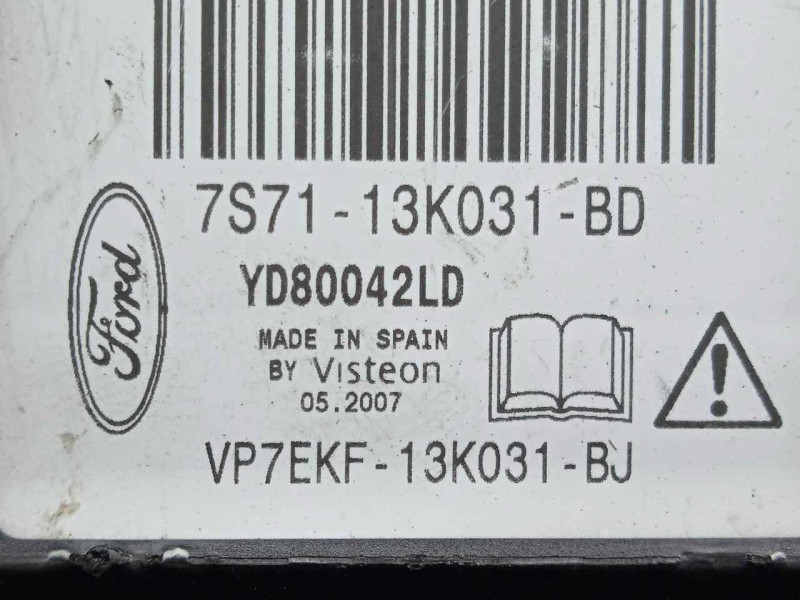 7S71-13K031-BD
Ford
YD80042LD
MADE IN SPAIN
BY Visteon
05.2007
VP7EKF-13K031-BJ